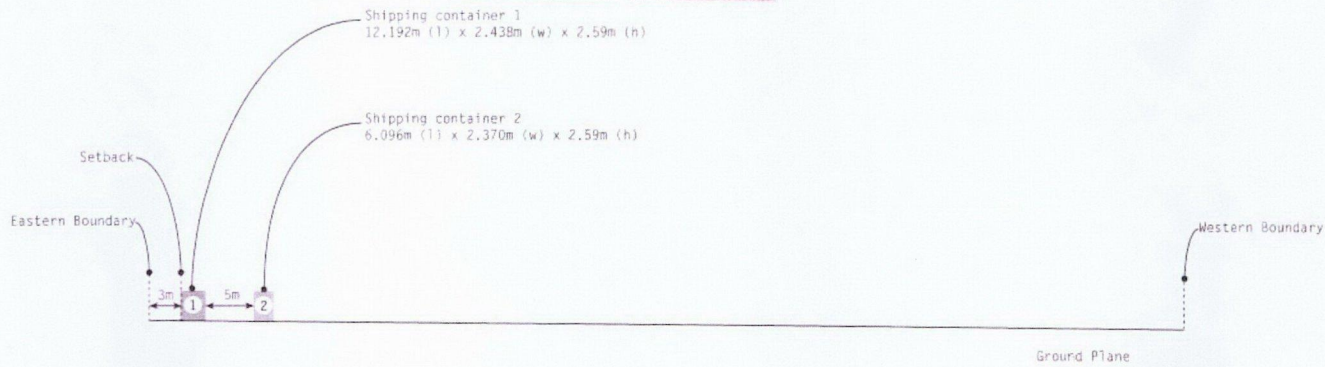 Shipping container 1
12.192m (l) x 2.438m (w) x 2.59m (h)
Shipping container 2
6.096m (l) x 2.370m (w) x 2.59m (h)
Setback
Eastern Boundary
Western Boundary
3m
1
5m
2
Ground Plane